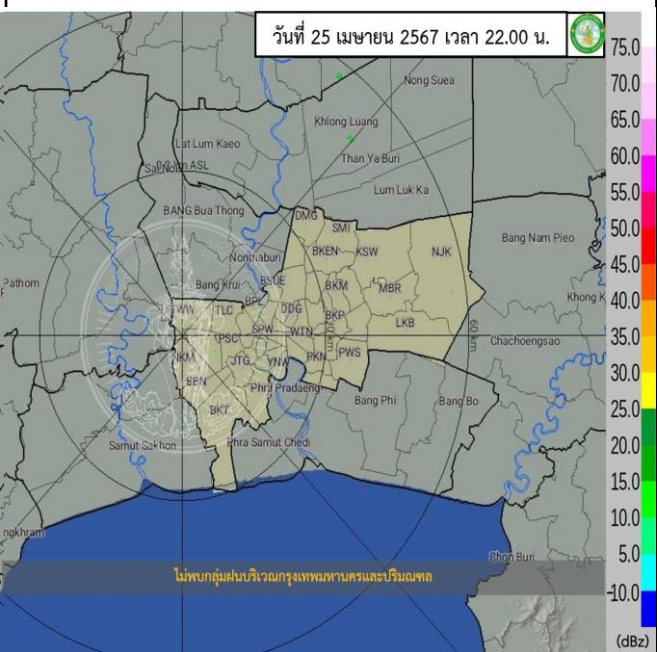 วันที่ 25 เมษายน 2567 เวลา 22.00 น.
75.0
Nong Suea
70.0
Khlong Luang
65.0
Lat Lum Kaeo
Than Ya Buri
60.0
Lum Luk Ka
55.0
BANG Bua Thong
DMG
50.0
SMI
BKEN
KSW
NJK
Bang Nam Pieo
Nonthaburi
45.0
Pathom
Bang Krui
BSUE
BKM
MBR
Khong K
40.0
BPL
TLC
DDG
BKP
LKB
35.0
SPW
WTN
60 km
Chachoengsao
PSC
NKM
JTG
YNW
PKN
PWS
30.0
BPN
Phra Pradaeng
Bang Phi
Bang Bo
25.0
BKT
Samut Sakhon
Phra Samut Chedi
20.0
15.0
ngkhram
10.0
Chon Buri
5.0
ไม่พบกลุ่มฝนบริเวณกรุงเทพมหานครและปริมณฑล
-10.0
(dBz)